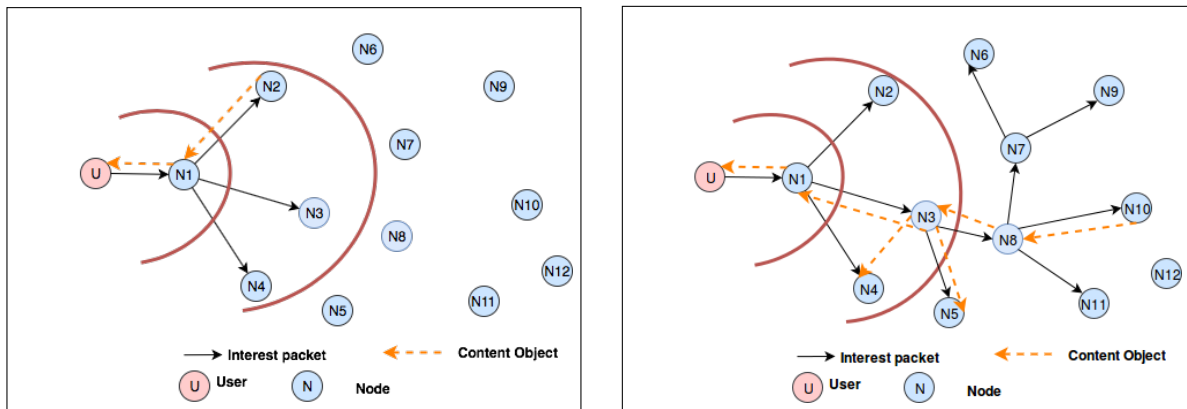 N6
N2
N9
N7
U
N1
N3
N10
N8
N12
N4
N11
N5
Interest packet
Content Object
U
User
N
Node
N6
N2
N9
N7
U
N1
N3
N10
N8
N12
N4
N11
N5
Interest packet
Content Object
U
User
N
Node